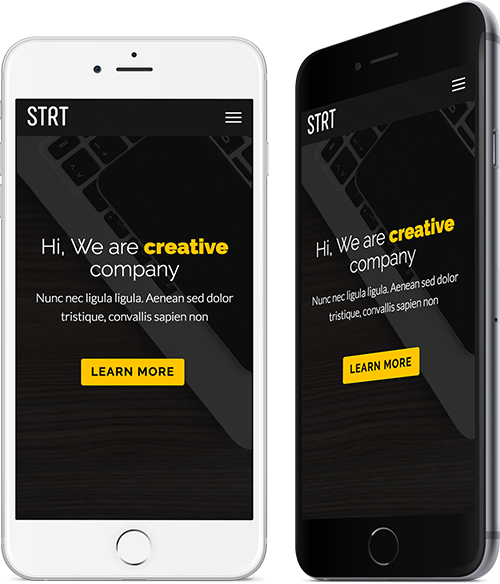 STRT
Hi, We are creative
company
Nunc nec ligula ligula. Aenean sed dolor
tristique, convallis sapien non
LEARN MORE
STRT
Hi, We are creative
company
Nunc nec ligula ligula. Aenean sed dolor
tristique, convallis sapien non
LEARN MORE